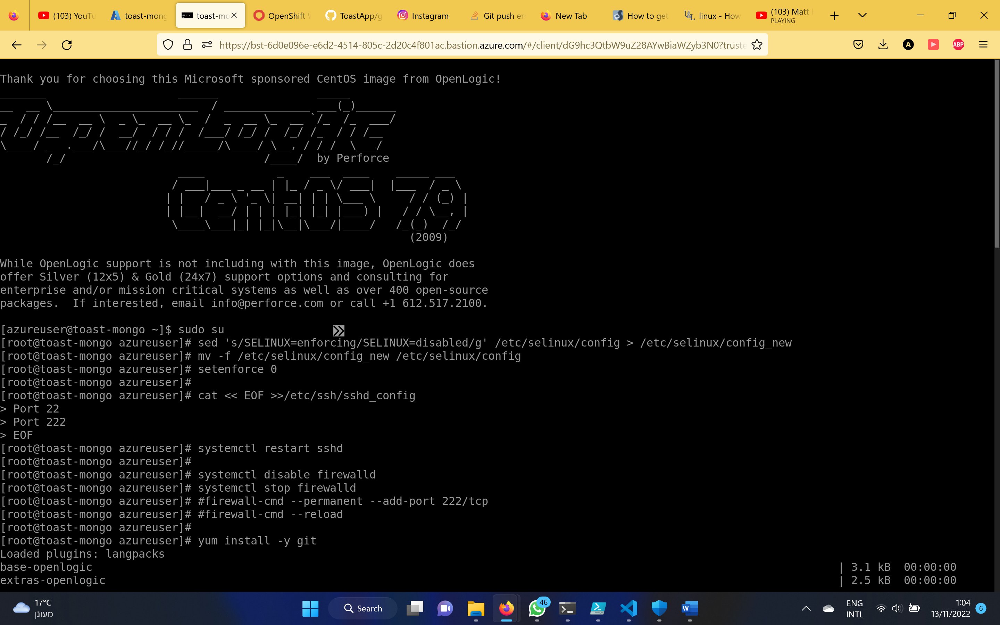 (103) YouTu
toast-mong
toast-mo
OpenShift
ToastApp/g
Instagram
Git push er
New Tab
How to get
linux - How
(103) Matt
PLAYING
https://bst-6d0e096e-e6d2-4514-805c-2d20c4f801ac.bastion.azure.com/#/client/dG9hc3QtbW9uZ28AYwBiaWZyb3N0?truste
Thank you for choosing this Microsoft sponsored CentOS image from OpenLogic!
OpenLogic
by Perforce
CentOS 7.9
(2009)
While OpenLogic support is not including with this image, OpenLogic does
offer Silver (12x5) & Gold (24x7) support options and consulting for
enterprise and/or mission critical systems as well as over 400 open-source
packages.  If interested, email info@perforce.com or call +1 612.517.2100.
[azureuser@toast-mongo ~]$ sudo su
[root@toast-mongo azureuser]# sed 's/SELINUX=enforcing/SELINUX=disabled/g' /etc/selinux/config > /etc/selinux/config_new
[root@toast-mongo azureuser]# mv -f /etc/selinux/config_new /etc/selinux/config
[root@toast-mongo azureuser]# setenforce 0
[root@toast-mongo azureuser]#
[root@toast-mongo azureuser]# cat << EOF >>/etc/ssh/sshd_config
> Port 22
> Port 222
> EOF
[root@toast-mongo azureuser]# systemctl restart sshd
[root@toast-mongo azureuser]#
[root@toast-mongo azureuser]# systemctl disable firewalld
[root@toast-mongo azureuser]# systemctl stop firewalld
[root@toast-mongo azureuser]# #firewall-cmd --permanent --add-port 222/tcp
[root@toast-mongo azureuser]# #firewall-cmd --reload
[root@toast-mongo azureuser]#
[root@toast-mongo azureuser]# yum install -y git
Loaded plugins: langpacks
base-openlogic | 3.1 kB  00:00:00
extras-openlogic | 2.5 kB  00:00:00
17°C
מעונן
Search
46
ENG
INTL
1:04
13/11/2022
6